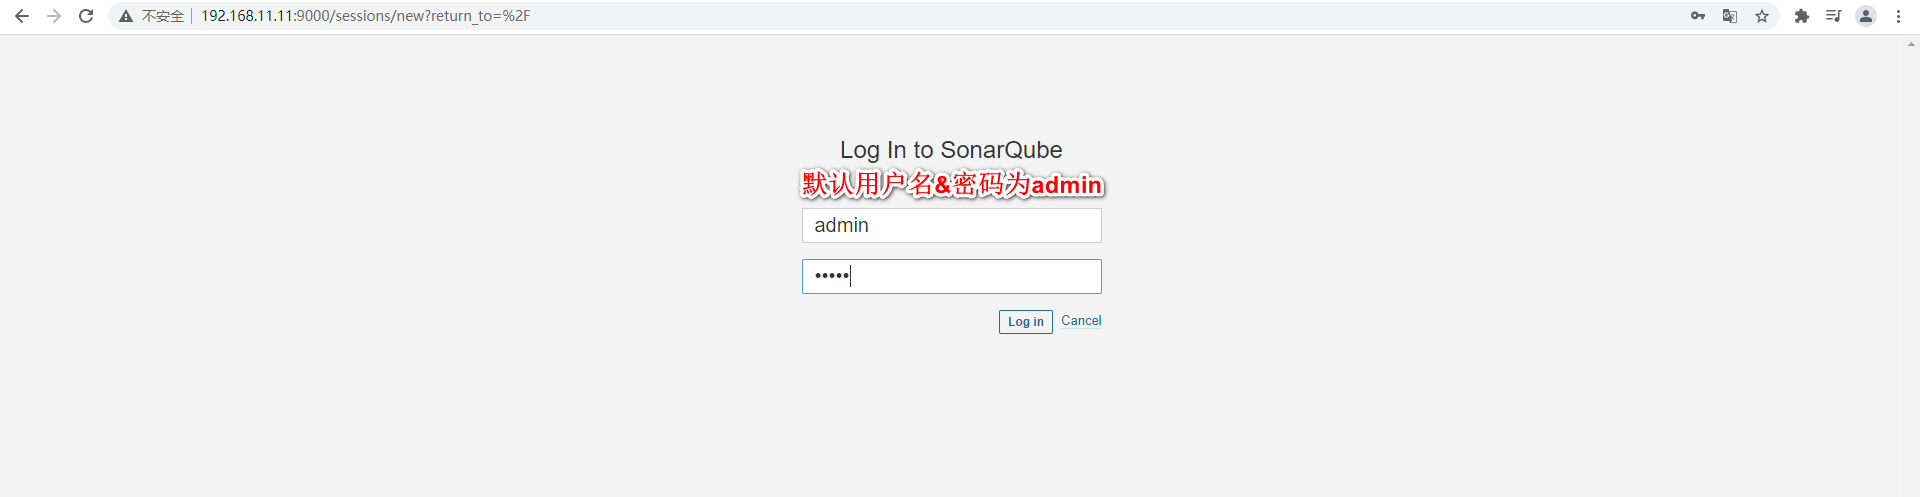 不安全 192.168.11.11:9000/sessions/new?return_to=%2F
Log In to SonarQube
默认用户名&密码为admin
admin
•••••
Log in Cancel